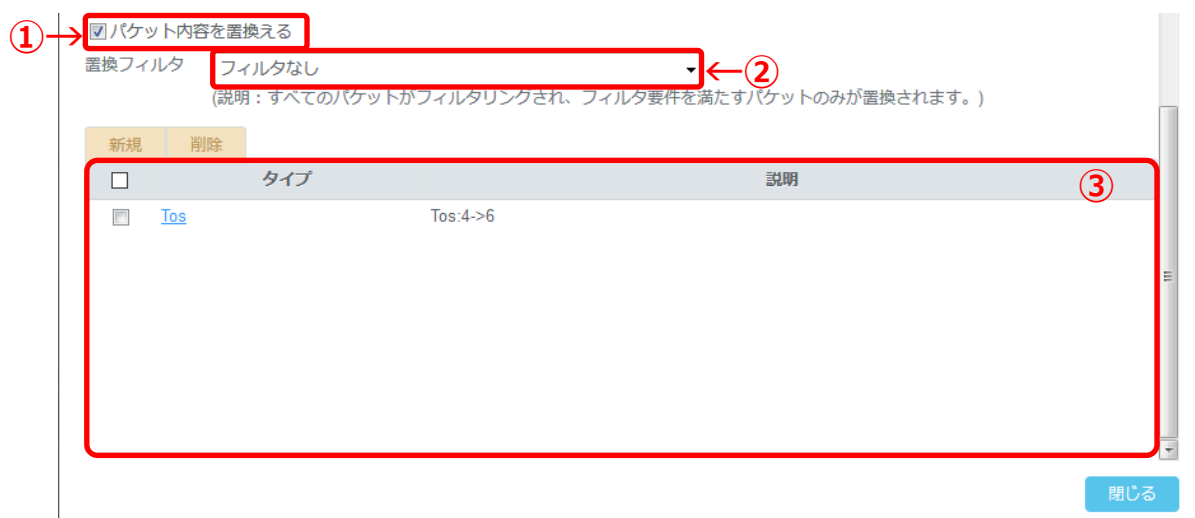 ①→ パケット内容を置換える
置換フィルタ フィルタなし ←②
(説明：すべてのパケットがフィルタリングされ、フィルタ要件を満たすパケットのみが置換されます。)
新規 削除
タイプ 説明 ③
Tos Tos:4->6
閉じる